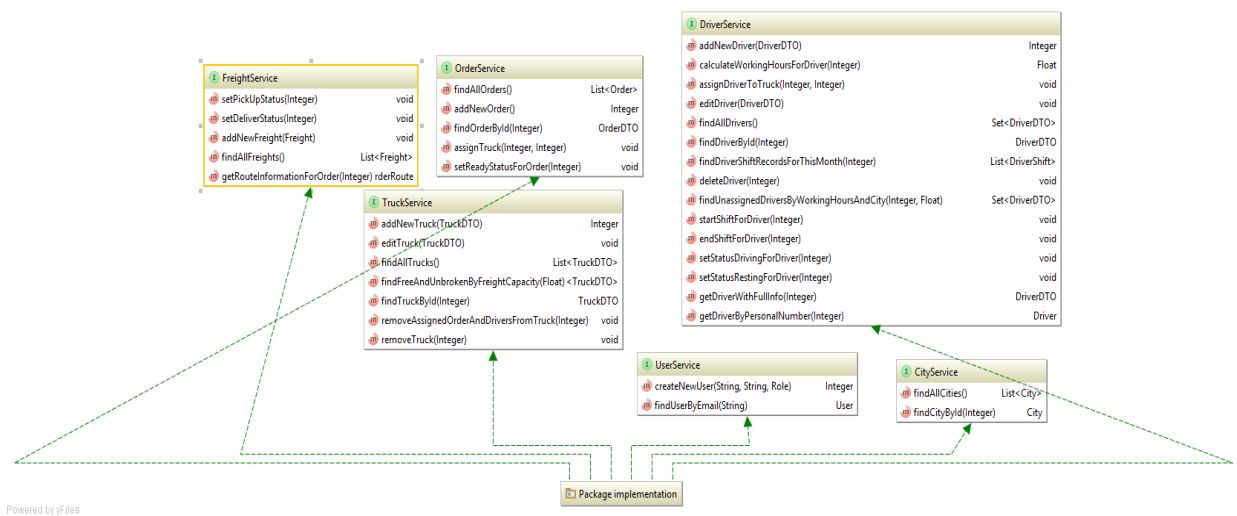 FreightService
setPickUpStatus(Integer) void
setDeliverStatus(Integer) void
addNewFreight(Freight) void
findAllFreights() List<Freight>
getRouteInformationForOrder(Integer) rderRoute
OrderService
findAllOrders() List<Order>
addNewOrder() Integer
findOrderById(Integer) OrderDTO
assignTruck(Integer, Integer) void
setReadyStatusForOrder(Integer) void
DriverService
addNewDriver(DriverDTO) Integer
calculateWorkingHoursForDriver(Integer) Float
assignDriverToTruck(Integer, Integer) void
editDriver(DriverDTO) void
findAllDrivers() Set<DriverDTO>
findDriverById(Integer) DriverDTO
findDriverShiftRecordsForThisMonth(Integer) List<DriverShift>
deleteDriver(Integer) void
findUnassignedDriversByWorkingHoursAndCity(Integer, Float) Set<DriverDTO>
startShiftForDriver(Integer) void
endShiftForDriver(Integer) void
setStatusDrivingForDriver(Integer) void
setStatusRestingForDriver(Integer) void
getDriverWithFullInfo(Integer) DriverDTO
getDriverByPersonalNumber(Integer) Driver
TruckService
addNewTruck(TruckDTO) Integer
editTruck(TruckDTO) void
findAllTrucks() List<TruckDTO>
findFreeAndUnbrokenByFreightCapacity(Float) <TruckDTO>
findTruckById(Integer) TruckDTO
removeAssignedOrderAndDriversFromTruck(Integer) void
removeTruck(Integer) void
UserService
createNewUser(String, String, Role) Integer
findUserByEmail(String) User
CityService
findAllCities() List<City>
findCityById(Integer) City
Package implementation
Powered by yFiles